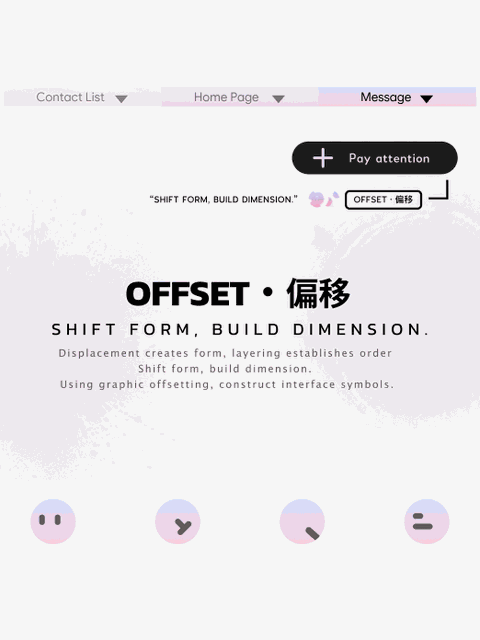 Contact List
Home Page
Message
Pay attention
“SHIFT FORM, BUILD DIMENSION.”
OFFSET · 偏移
OFFSET · 偏移
SHIFT FORM, BUILD DIMENSION.
Displacement creates form, layering establishes order
Shift form, build dimension.
Using graphic offsetting, construct interface symbols.